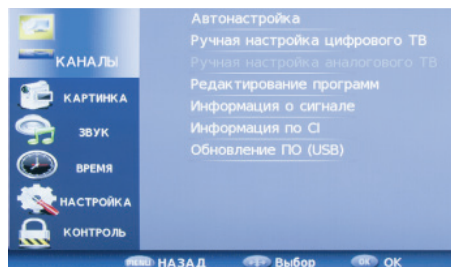 КАНАЛЫ
КАРТИНКА
ЗВУК
ВРЕМЯ
НАСТРОЙКА
КОНТРОЛЬ
Автонастройка
Ручная настройка цифрового ТВ
Ручная настройка аналогового ТВ
Редактирование программ
Информация о сигнале
Информация по CI
Обновление ПО (USB)
MENU НАЗАД Выбор OK OK